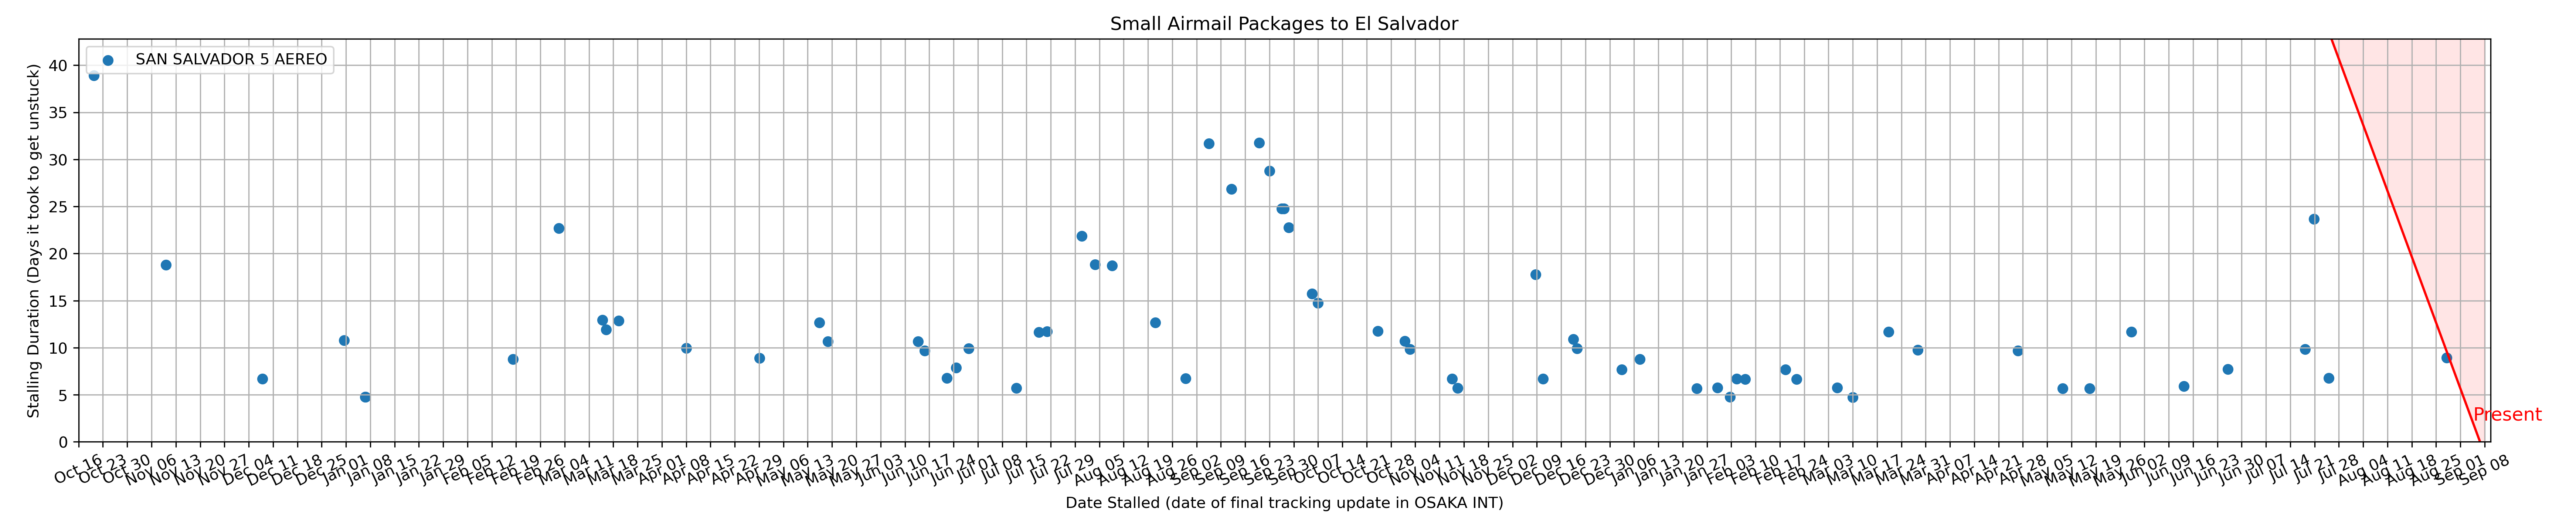 Small Airmail Packages to El Salvador
SAN SALVADOR 5 AEREO
Stalling Duration (Days it took to get unstuck)
40
35
30
25
20
15
10
5
0
Present
Oct 16
Oct 23
Oct 30
Nov 06
Nov 13
Nov 20
Nov 27
Dec 04
Dec 11
Dec 18
Dec 25
Jan 01
Jan 08
Jan 15
Jan 22
Jan 29
Feb 05
Feb 12
Feb 19
Feb 26
Mar 04
Mar 11
Mar 18
Mar 25
Apr 01
Apr 08
Apr 15
Apr 22
Apr 29
May 06
May 13
May 20
May 27
Jun 03
Jun 10
Jun 17
Jun 24
Jul 01
Jul 08
Jul 15
Jul 22
Jul 29
Aug 05
Aug 12
Aug 19
Aug 26
Sep 02
Sep 09
Sep 16
Sep 23
Sep 30
Oct 07
Oct 14
Oct 21
Oct 28
Nov 04
Nov 11
Nov 18
Nov 25
Dec 02
Dec 09
Dec 16
Dec 23
Dec 30
Jan 06
Jan 13
Jan 20
Jan 27
Feb 03
Feb 10
Feb 17
Feb 24
Mar 03
Mar 10
Mar 17
Mar 24
Mar 31
Apr 07
Apr 14
Apr 21
Apr 28
May 05
May 12
May 19
May 26
Jun 02
Jun 09
Jun 16
Jun 23
Jun 30
Jul 07
Jul 14
Jul 21
Jul 28
Aug 04
Aug 11
Aug 18
Aug 25
Sep 01
Sep 08
Date Stalled (date of final tracking update in OSAKA INT)